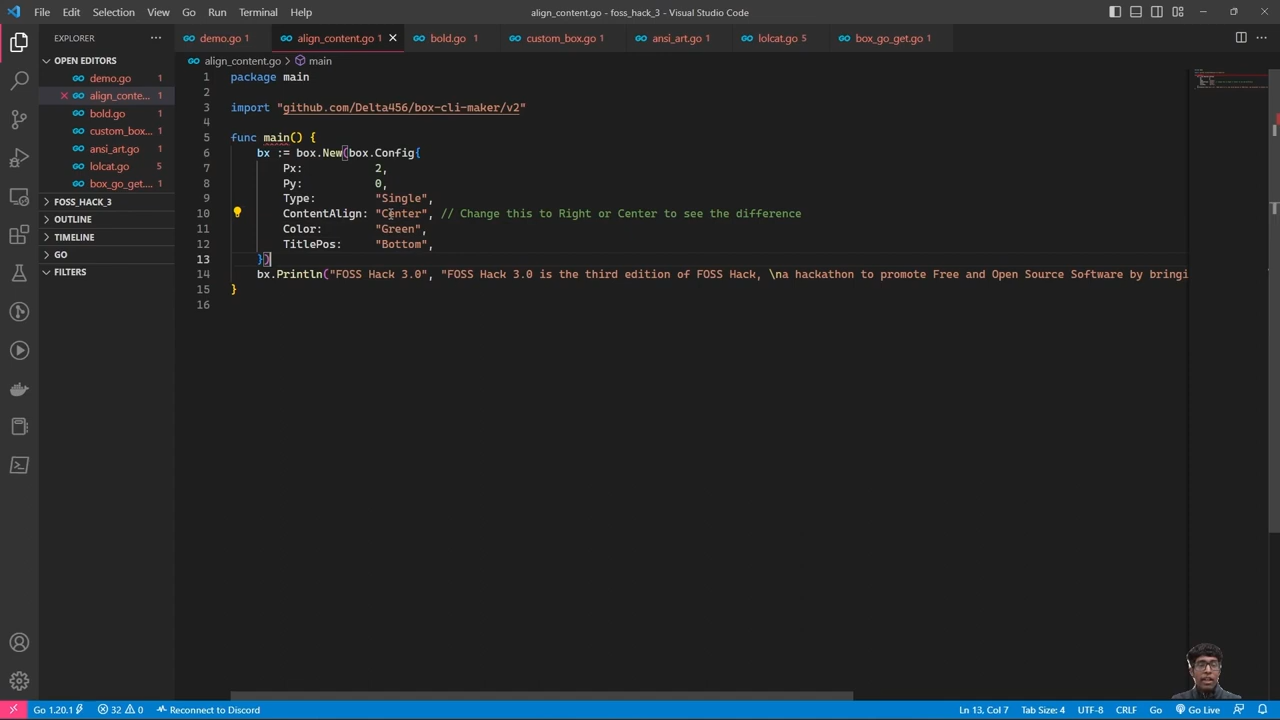 File Edit Selection View Go Run Terminal Help
align_content.go - foss_hack_3 - Visual Studio Code
EXPLORER
demo.go 1
align_content.go 1
bold.go 1
custom_box.go 1
ansi_art.go 1
lolcat.go 5
box_go_get.go 1
OPEN EDITORS
demo.go 1
align_conte... 1
bold.go 1
custom_box... 1
ansi_art.go 1
lolcat.go 5
box_go_get.... 1
FOSS_HACK_3
OUTLINE
TIMELINE
GO
FILTERS
align_content.go > main
1 package main
2
3 import "github.com/Delta456/box-cli-maker/v2"
4
5 func main() {
6 bx := box.New(box.Config{
7 Px: 2,
8 Py: 0,
9 Type: "Single",
10 ContentAlign: "Center", // Change this to Right or Center to see the difference
11 Color: "Green",
12 TitlePos: "Bottom",
13 })
14 bx.Println("FOSS Hack 3.0", "FOSS Hack 3.0 is the third edition of FOSS Hack, \na hackathon to promote Free and Open Source Software by bringi
15 }
16
Go 1.20.1 32 0 Reconnect to Discord
Ln 13, Col 7 Tab Size: 4 UTF-8 CRLF Go Go Live